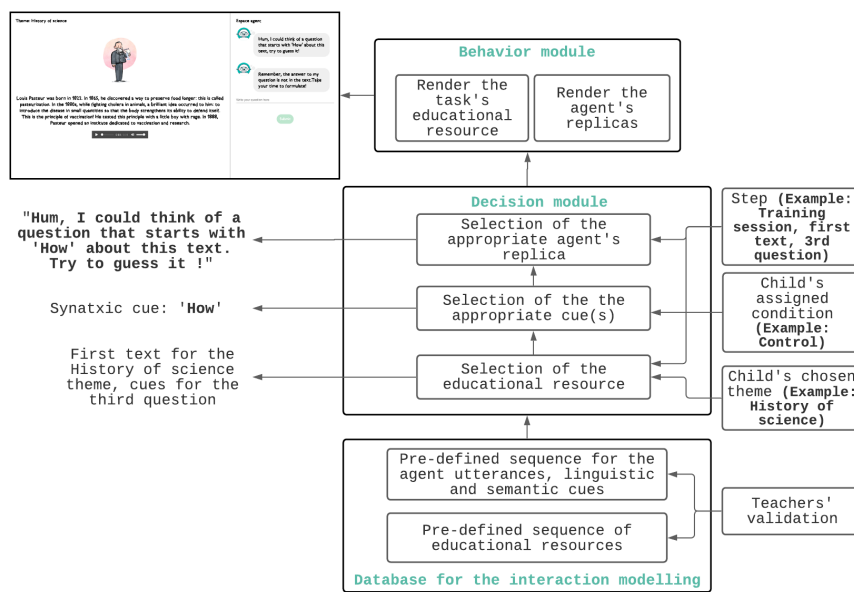 Theme: History of science
Espace agent
Hum, I could think of a question
that starts with 'How' about this
text, try to guess it!
Remember, the answer to my
question is not in the text. Take
your time to formulate!
Louis Pasteur was born in 1822. In 1865, he discovered a way to preserve food longer: this is called
pasteurization. In the 1880s, while fighting cholera in animals, a brilliant idea occurred to him: to
introduce the disease in small quantities so that the body strengthens its ability to defend itself.
This is the principle of vaccination! He tested this principle with a little boy with rage. In 1888,
Pasteur opened an institute dedicated to vaccination and research.
Behavior module
Render the
task's
educational
resource
Render the
agent's
replicas
Decision module
Selection of the
appropriate agent's
replica
Selection of the the
appropriate cue(s)
Selection of the
educational resource
"Hum, I could think of a
question that starts with
'How' about this text.
Try to guess it !"
Synatxic cue: 'How'
First text for the
History of science
theme, cues for the
third question
Step (Example:
Training
session, first
text, 3rd
question)
Child's
assigned
condition
(Example:
Control)
Child's chosen
theme (Example:
History of
science)
Pre-defined sequence for the
agent utterances, linguistic
and semantic cues
Pre-defined sequence of
educational resources
Database for the interaction modelling
Teachers'
validation